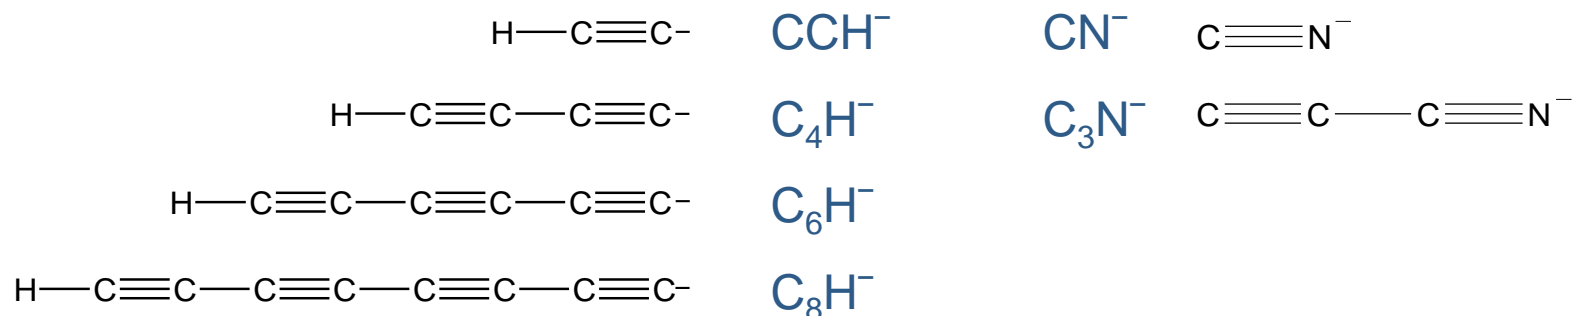 H—C≡C− CCH⁻ CN⁻ C≡N⁻
H—C≡C—C≡C− C₄H⁻ C₃N⁻ C≡C—C≡N⁻
H—C≡C—C≡C—C≡C− C₆H⁻
H—C≡C—C≡C—C≡C—C≡C− C₈H⁻